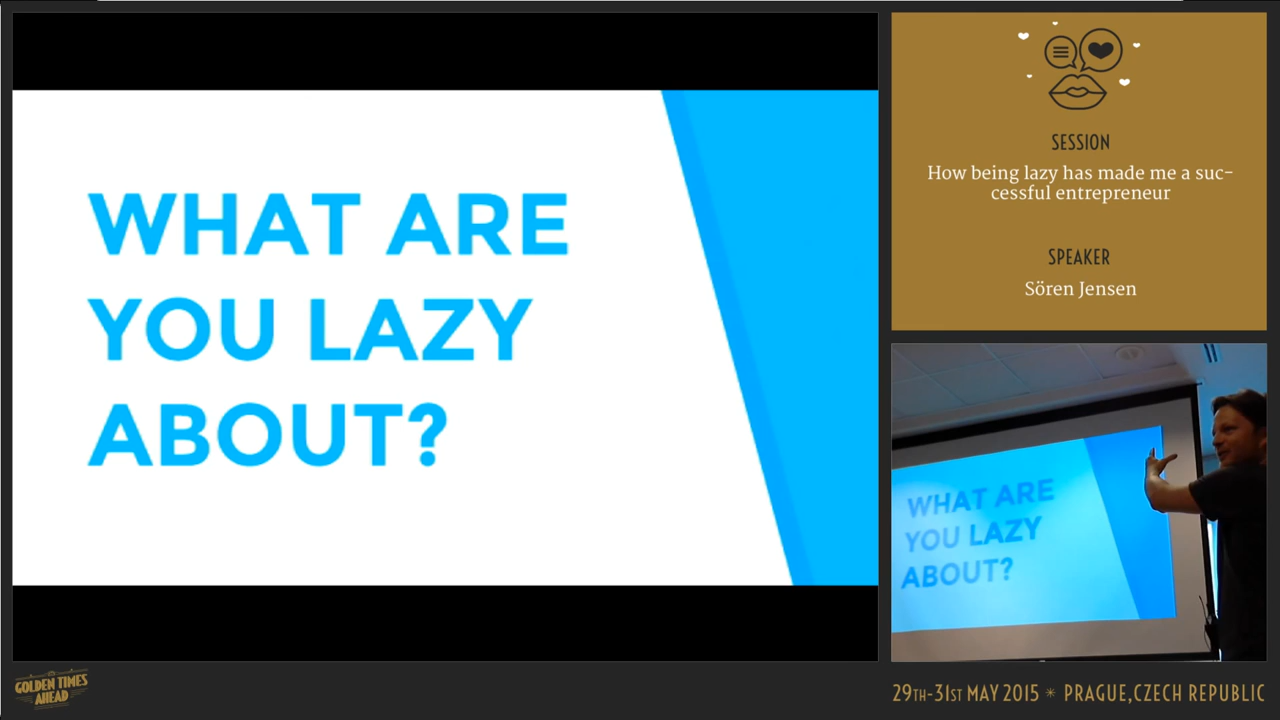 WHAT ARE
YOU LAZY
ABOUT?
SESSION
How being lazy has made me a suc-
cessful entrepreneur
SPEAKER
Sören Jensen
WHAT ARE
YOU LAZY
ABOUT?
GOLDEN TIMES
AHEAD
29TH-31ST MAY 2015 * PRAGUE,CZECH REPUBLIC